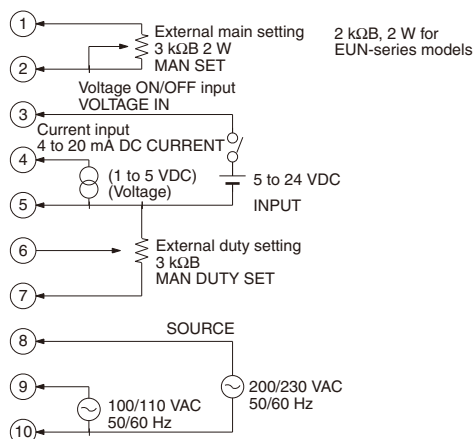 1
External main setting
3 kΩB 2 W
MAN SET
2 kΩB, 2 W for
EUN-series models
2
Voltage ON/OFF input
VOLTAGE IN
3
Current input
4 to 20 mA DC CURRENT
4
(1 to 5 VDC)
(Voltage)
5 to 24 VDC
5
INPUT
6
External duty setting
3 kΩB
MAN DUTY SET
7
SOURCE
8
200/230 VAC
50/60 Hz
9
100/110 VAC
50/60 Hz
10